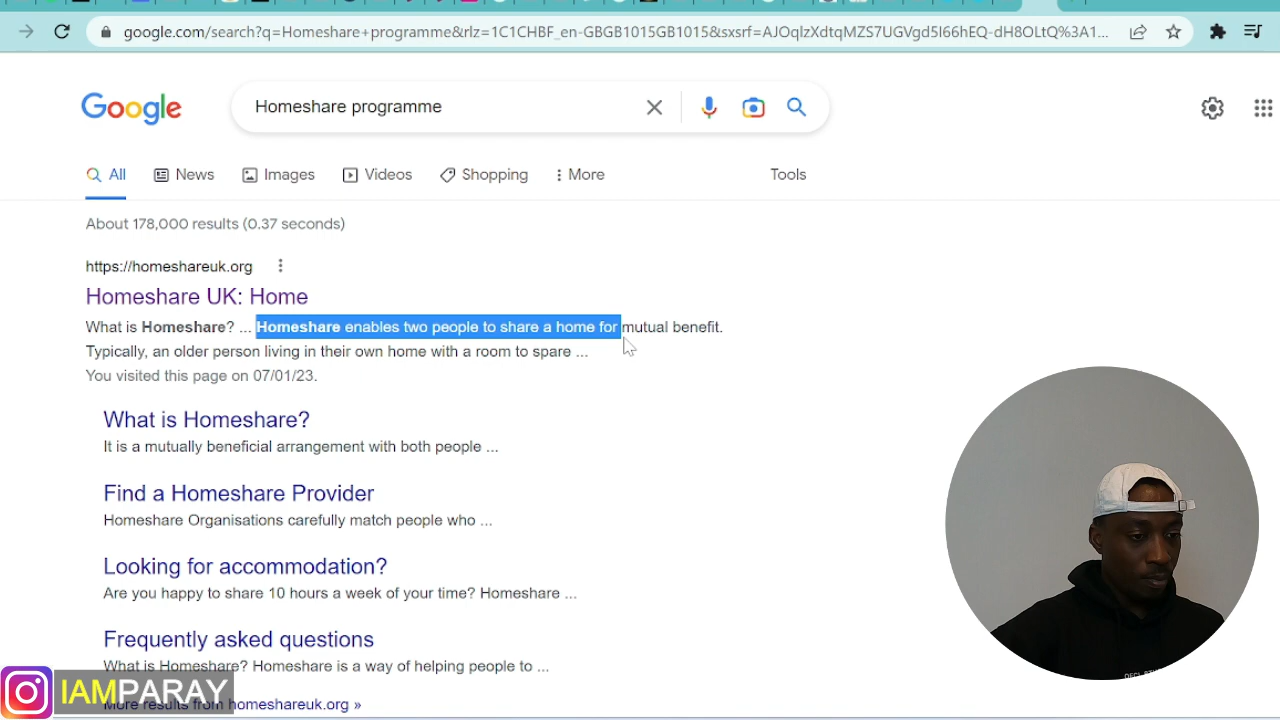 google.com/search?q=Homeshare+programme&rlz=1C1CHBF_en-GBGB1015GB1015&sxsrf=AJOqlzXdtqMZS7UGVgd5I66hEQ-dH8OLtQ%3A1...
Google
Homeshare programme
All
News
Images
Videos
Shopping
More
Tools
About 178,000 results (0.37 seconds)
https://homeshareuk.org
Homeshare UK: Home
What is Homeshare? ... Homeshare enables two people to share a home for mutual benefit.
Typically, an older person living in their own home with a room to spare ...
You visited this page on 07/01/23.
What is Homeshare?
It is a mutually beneficial arrangement with both people ...
Find a Homeshare Provider
Homeshare Organisations carefully match people who ...
Looking for accommodation?
Are you happy to share 10 hours a week of your time? Homeshare ...
Frequently asked questions
What is Homeshare? Homeshare is a way of helping people to ...
More results from homeshareuk.org »
IAMPARAY